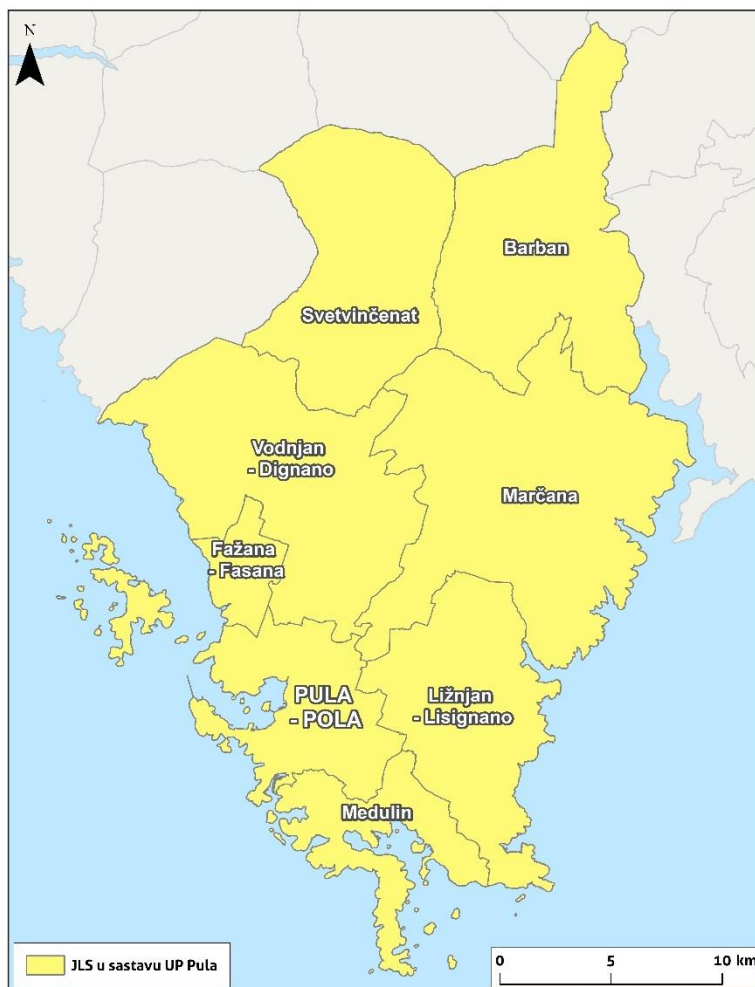 N
Barban
Svetvinčenat
Vodnjan
- Dignano
Marčana
Fažana
- Fasana
PULA
- POLA
Ližnjan
- Lisignano
Medulin
JLS u sastavu UP Pula
0 5 10 km